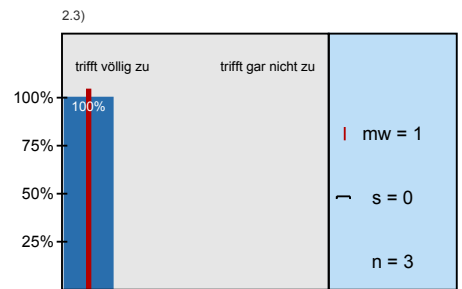 2.3)
trifft völlig zu
trifft gar nicht zu
100%
100%
75%
50%
25%
mw = 1
s = 0
n = 3